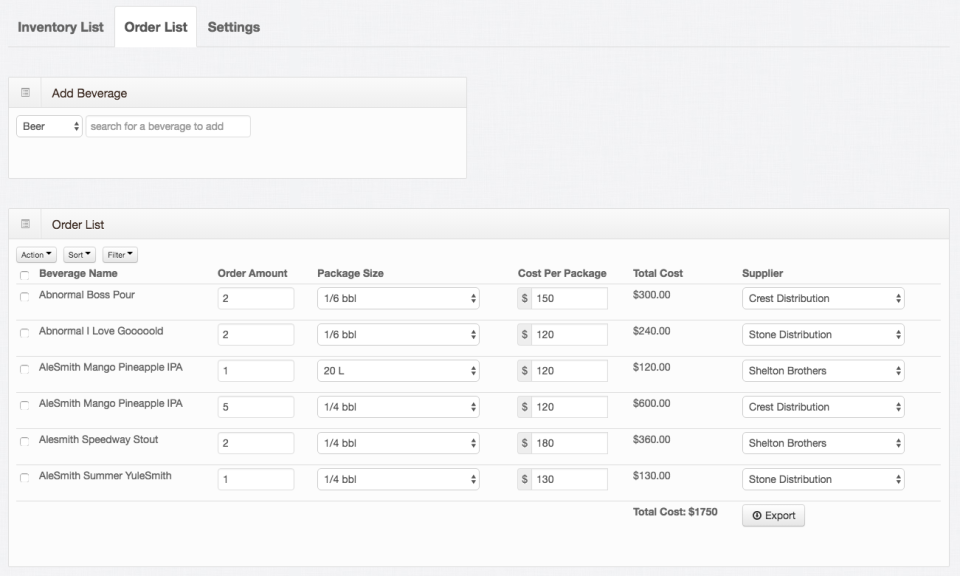 Inventory List Order List Settings
Add Beverage
Beer search for a beverage to add
Order List
Action Sort Filter
Beverage Name Order Amount Package Size Cost Per Package Total Cost Supplier
Abnormal Boss Pour 2 1/6 bbl $ 150 $300.00 Crest Distribution
Abnormal I Love Gooooold 2 1/6 bbl $ 120 $240.00 Stone Distribution
AleSmith Mango Pineapple IPA 1 20 L $ 120 $120.00 Shelton Brothers
AleSmith Mango Pineapple IPA 5 1/4 bbl $ 120 $600.00 Crest Distribution
Alesmith Speedway Stout 2 1/4 bbl $ 180 $360.00 Shelton Brothers
AleSmith Summer YuleSmith 1 1/4 bbl $ 130 $130.00 Stone Distribution
Total Cost: $1750 Export